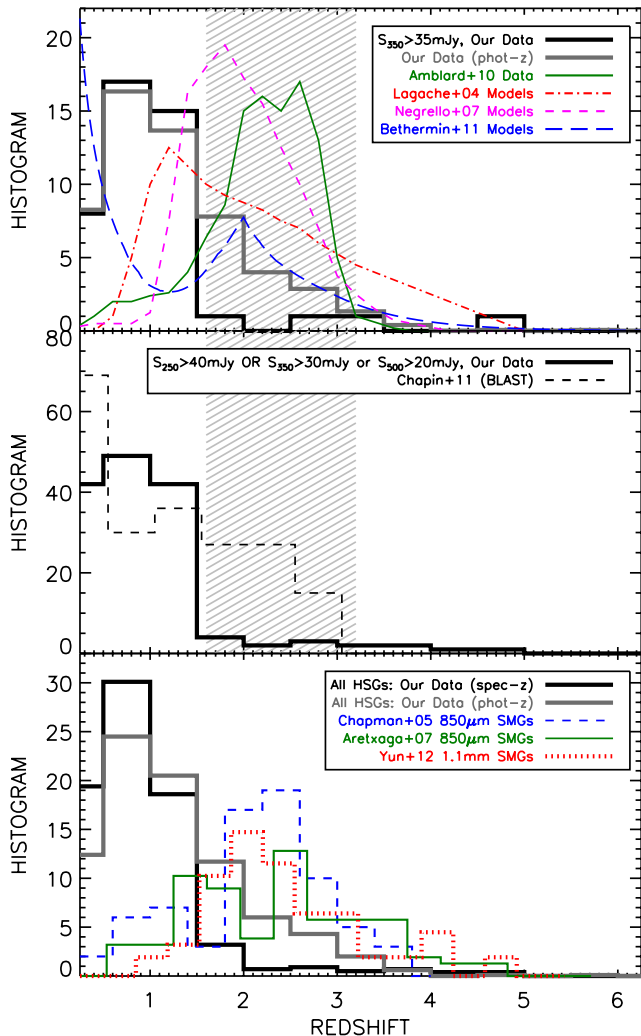 20
15
10
5
0
HISTOGRAM
S350>35mJy, Our Data
Our Data (phot-z)
Amblard+10 Data
Lagache+04 Models
Negrello+07 Models
Bethermin+11 Models
80
60
40
20
0
HISTOGRAM
S250>40mJy OR S350>30mJy or S500>20mJy, Our Data
Chapin+11 (BLAST)
30
25
20
15
10
5
0
HISTOGRAM
All HSGs: Our Data (spec-z)
All HSGs: Our Data (phot-z)
Chapman+05 850μm SMGs
Aretxaga+07 850μm SMGs
Yun+12 1.1mm SMGs
1 2 3 4 5 6
REDSHIFT